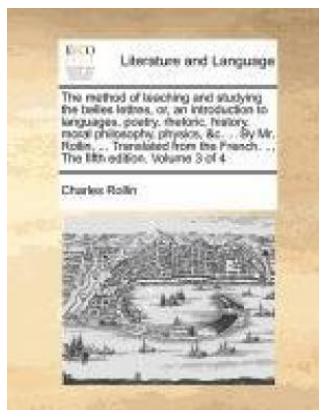 ECCO
Literature and Language
The method of teaching and studying
the belles lettres, or, an introduction to
languages, poetry, rhetoric, history,
moral philosophy, physics, &c. ... By Mr.
Rollin, ... Translated from the French. ...
The fifth edition. Volume 3 of 4
Charles Rollin